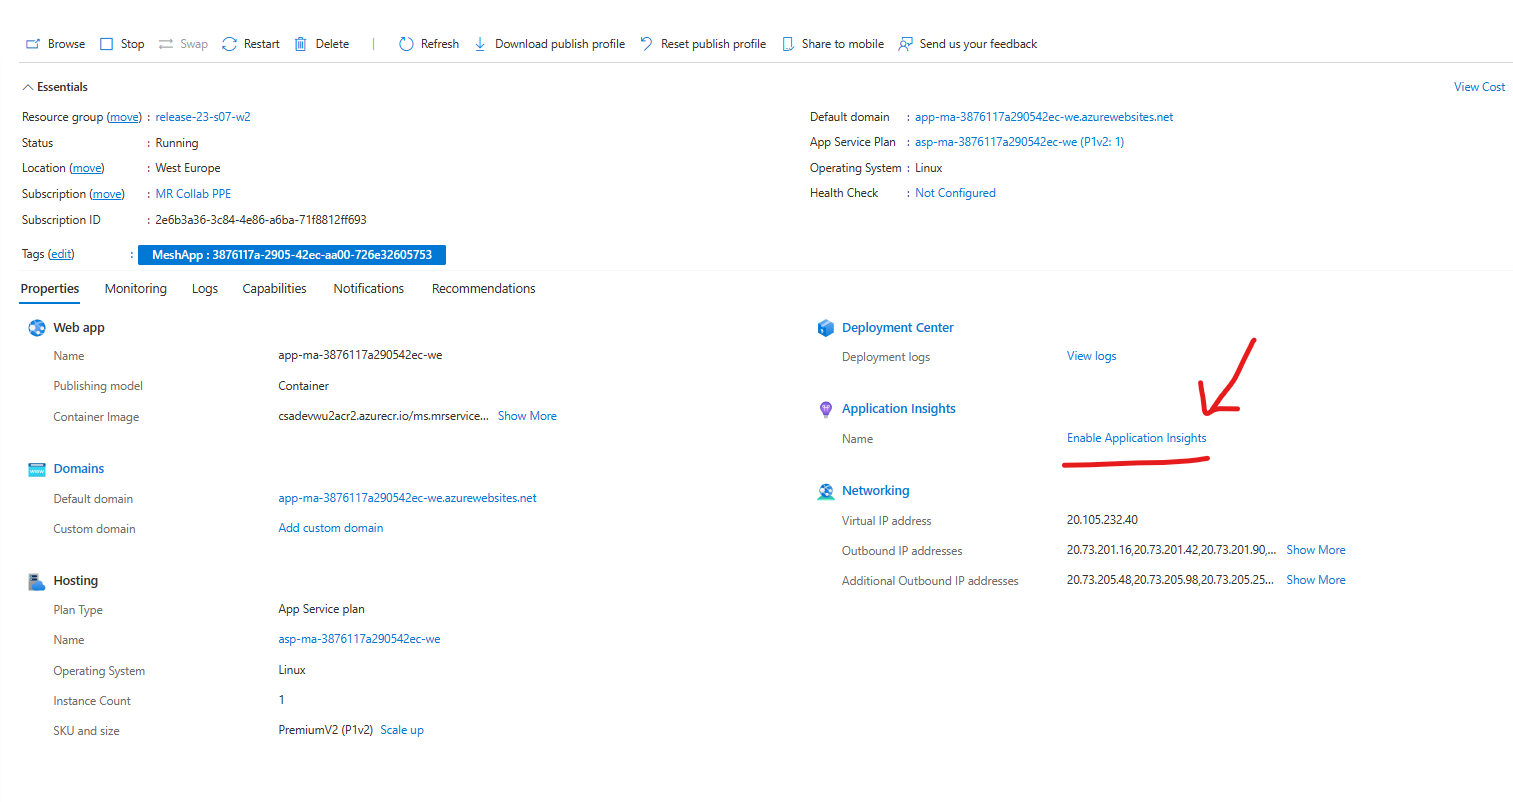 Browse Stop Swap Restart Delete Refresh Download publish profile Reset publish profile Share to mobile Send us your feedback
Essentials View Cost
Resource group (move) : release-23-s07-w2
Status : Running
Location (move) : West Europe
Subscription (move) : MR Collab PPE
Subscription ID : 2e6b3a36-3c84-4e86-a6ba-71f8812ff693
Default domain : app-ma-3876117a290542ec-we.azurewebsites.net
App Service Plan : asp-ma-3876117a290542ec-we (P1v2: 1)
Operating System : Linux
Health Check : Not Configured
Tags (edit) : MeshApp : 3876117a-2905-42ec-aa00-726e32605753
Properties Monitoring Logs Capabilities Notifications Recommendations
Web app
Name app-ma-3876117a290542ec-we
Publishing model Container
Container Image csadevwu2acr2.azurecr.io/ms.mrservice... Show More
Domains
Default domain app-ma-3876117a290542ec-we.azurewebsites.net
Custom domain Add custom domain
Hosting
Plan Type App Service plan
Name asp-ma-3876117a290542ec-we
Operating System Linux
Instance Count 1
SKU and size PremiumV2 (P1v2) Scale up
Deployment Center
Deployment logs View logs
Application Insights
Name Enable Application Insights
Networking
Virtual IP address 20.105.232.40
Outbound IP addresses 20.73.201.16,20.73.201.42,20.73.201.90,... Show More
Additional Outbound IP addresses 20.73.205.48,20.73.205.98,20.73.205.25... Show More